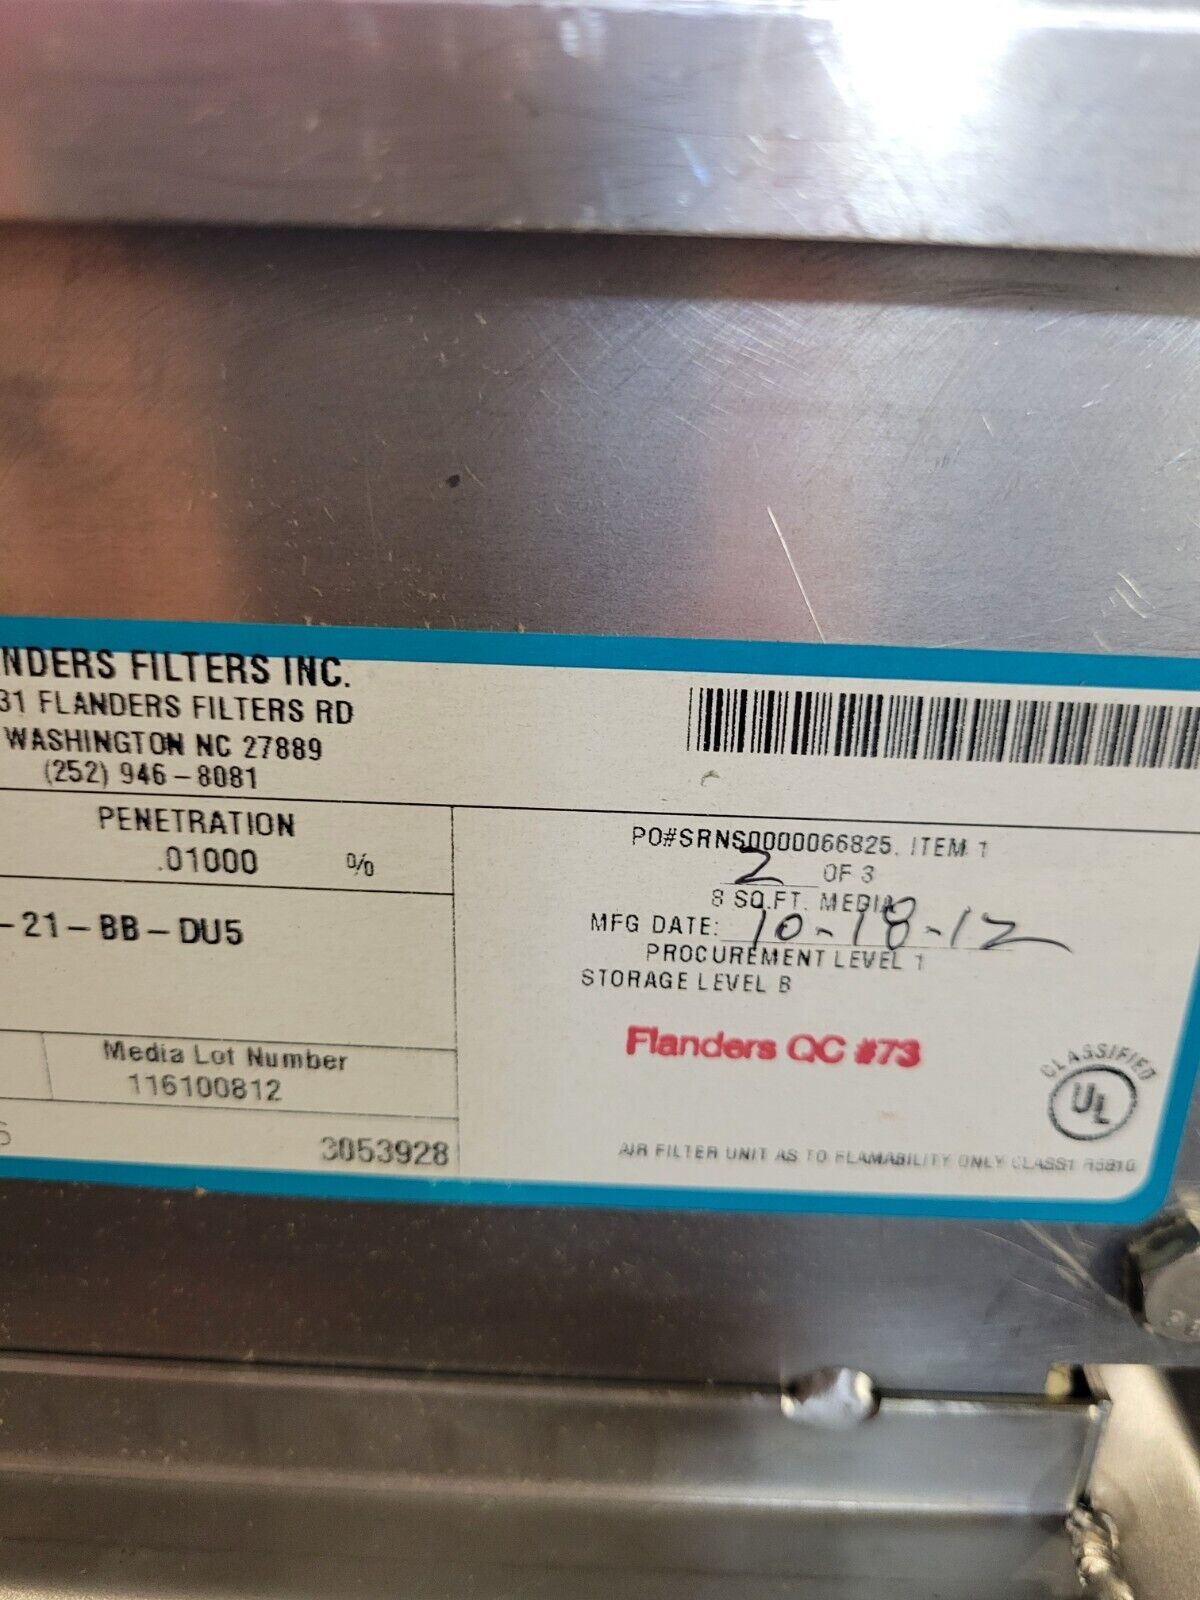 NDERS FILTERS INC.
31 FLANDERS FILTERS RD
WASHINGTON NC 27889
(252) 946-8081
PENETRATION
.01000 %
-21-BB-DU5
Media Lot Number
116100812
3053928
PO#SRNS0000066825, ITEM 1
2 OF 3
8 SQ.FT. MEDIA
MFG DATE: 10-18-12
PROCUREMENT LEVEL 1
STORAGE LEVEL B
Flanders QC #73
CLASSIFIED
UL
AIR FILTER UNIT AS TO FLAMABILITY ONLY CLASS1